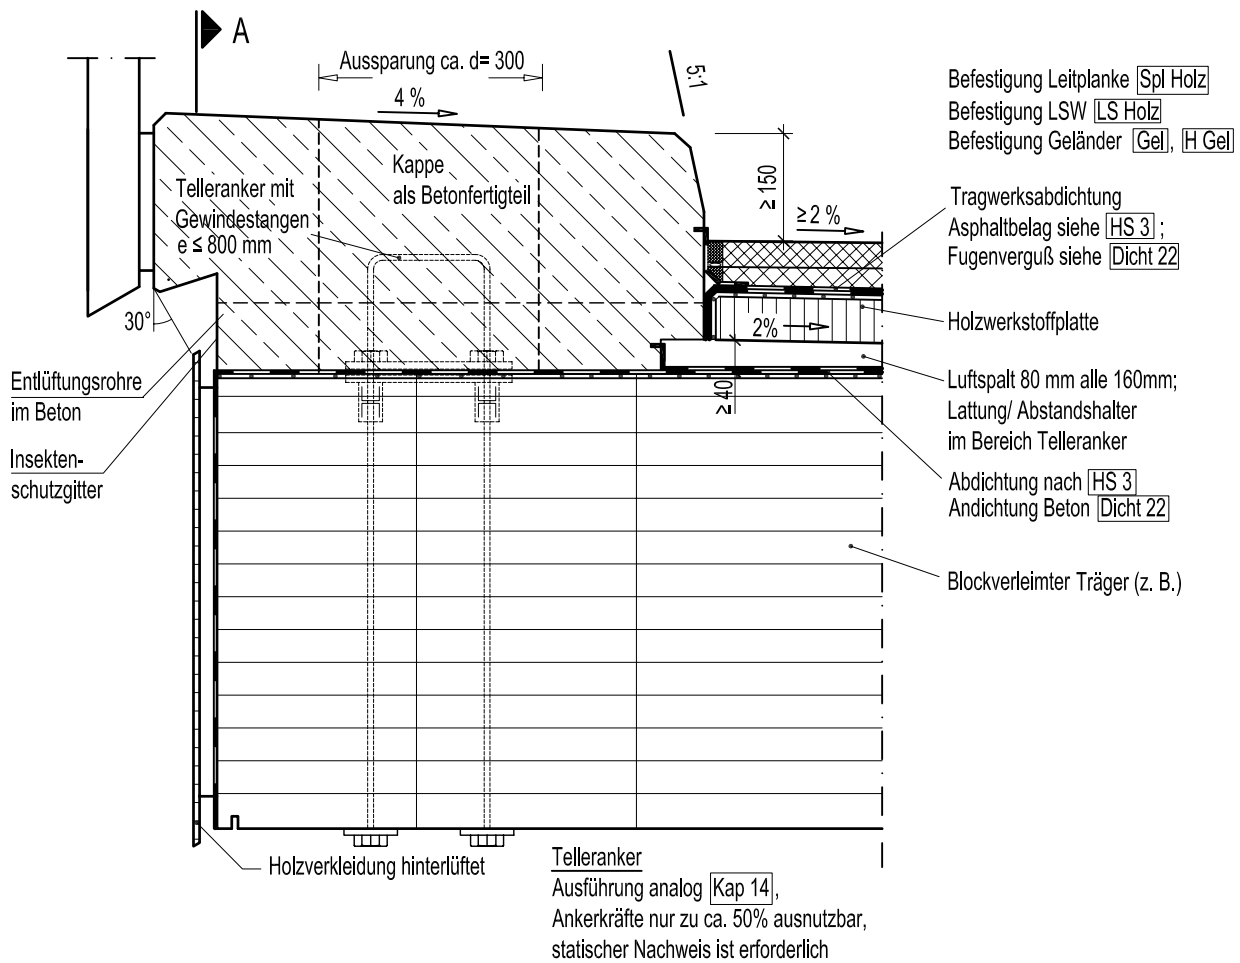 A
Aussparung ca. d= 300
4 %
5:1
Kappe
als Betonfertigteil
Telleranker mit
Gewindestangen
e ≤ 800 mm
≥ 150
≥ 2 %
2%
≥ 40
30°
Entlüftungsrohre
im Beton
Insekten-
schutzgitter
Befestigung Leitplanke Spl Holz
Befestigung LSW LS Holz
Befestigung Geländer Gel, H Gel
Tragwerksabdichtung
Asphaltbelag siehe HS 3 ;
Fugenverguß siehe Dicht 22
Holzwerkstoffplatte
Luftspalt 80 mm alle 160mm;
Lattung/ Abstandshalter
im Bereich Telleranker
Abdichtung nach HS 3
Andichtung Beton Dicht 22
Blockverleimter Träger (z. B.)
Holzverkleidung hinterlüftet
Telleranker
Ausführung analog Kap 14 ,
Ankerkräfte nur zu ca. 50% ausnutzbar,
statischer Nachweis ist erforderlich